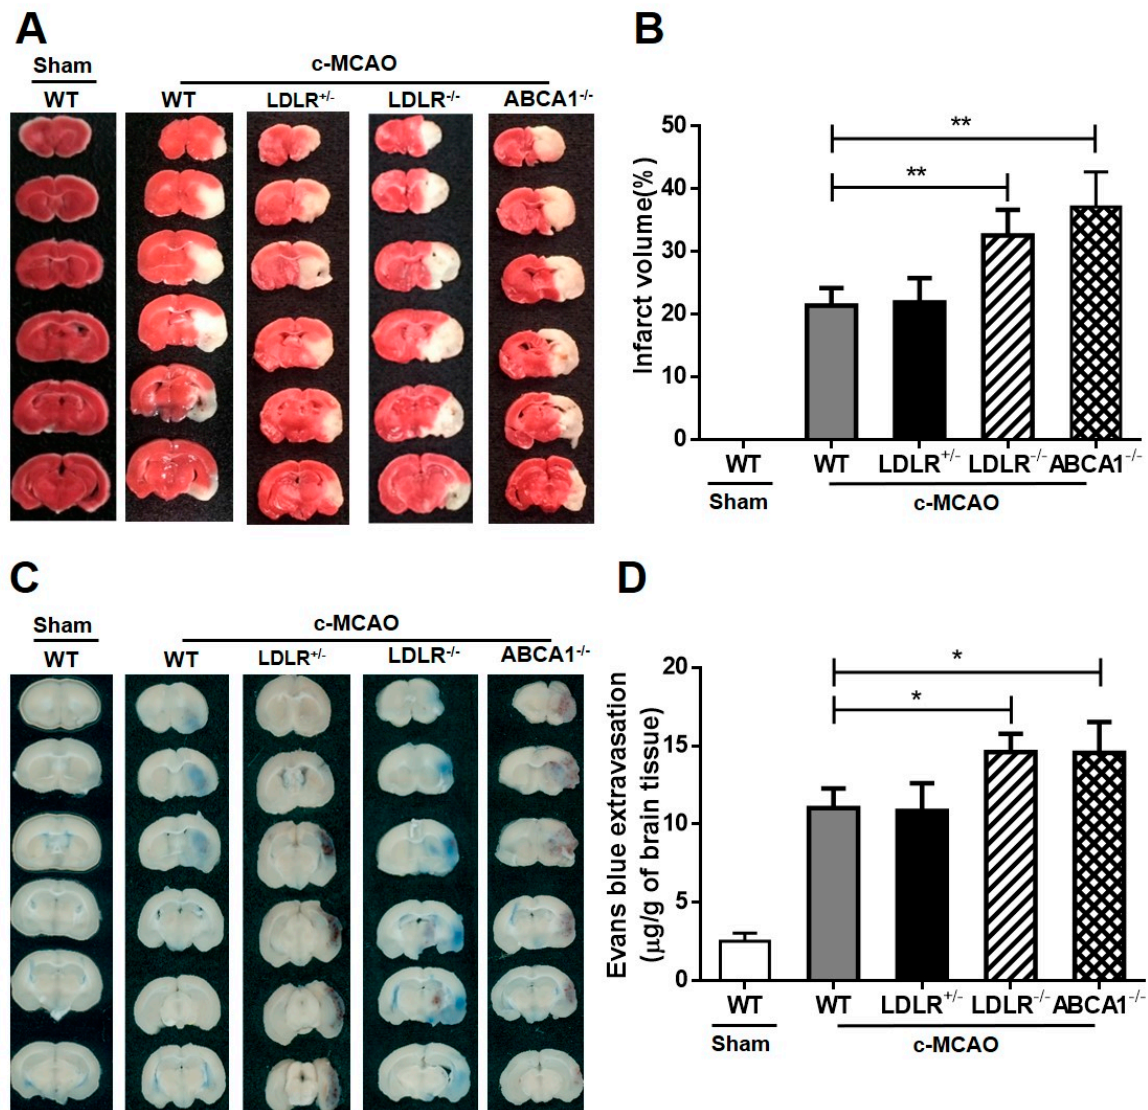 A
Sham
c-MCAO
WT
WT
LDLR+/-
LDLR-/-
ABCA1-/-
B
Infarct volume(%)
50
40
30
20
10
0
**
**
WT
WT
LDLR+/-
LDLR-/-
ABCA1-/-
Sham
c-MCAO
C
Sham
c-MCAO
WT
WT
LDLR+/-
LDLR-/-
ABCA1-/-
D
Evans blue extravasation
(μg/g of brain tissue)
20
15
10
5
0
*
*
WT
WT
LDLR+/-
LDLR-/-
ABCA1-/-
Sham
c-MCAO